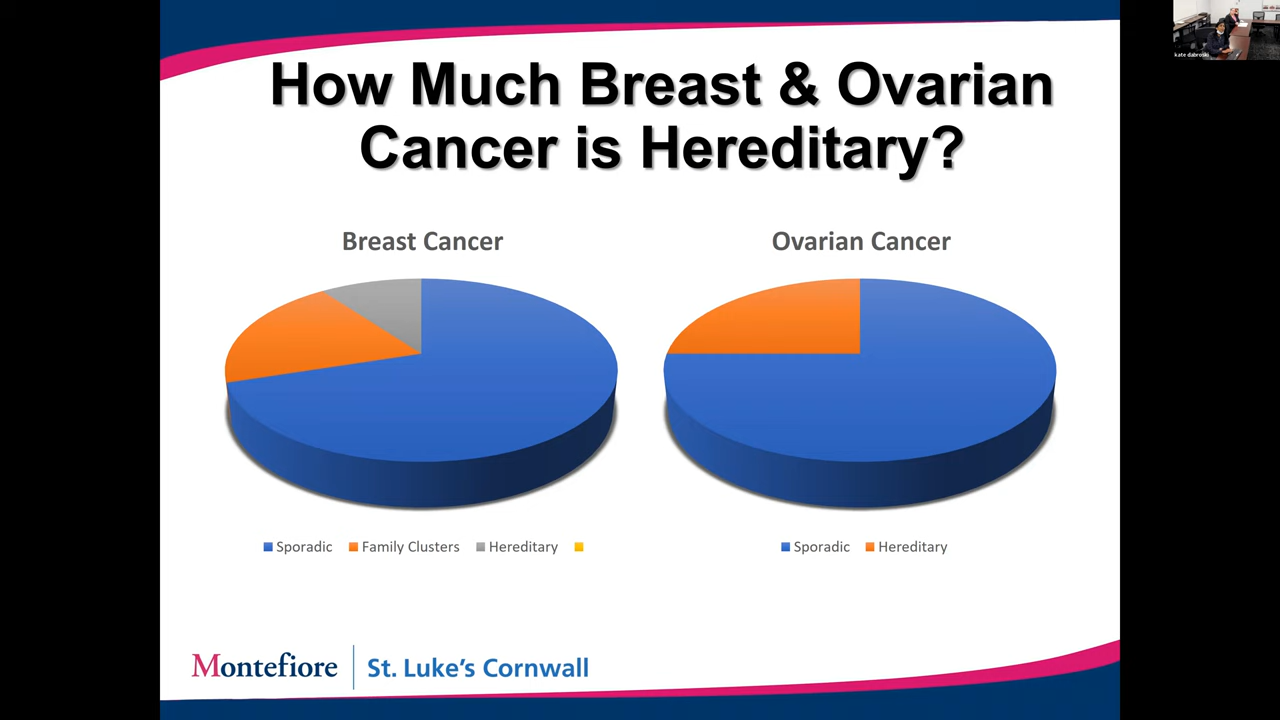 kate dabroski
How Much Breast & Ovarian
Cancer is Hereditary?
Breast Cancer
Ovarian Cancer
Sporadic Family Clusters Hereditary
Sporadic Hereditary
Montefiore St. Luke's Cornwall